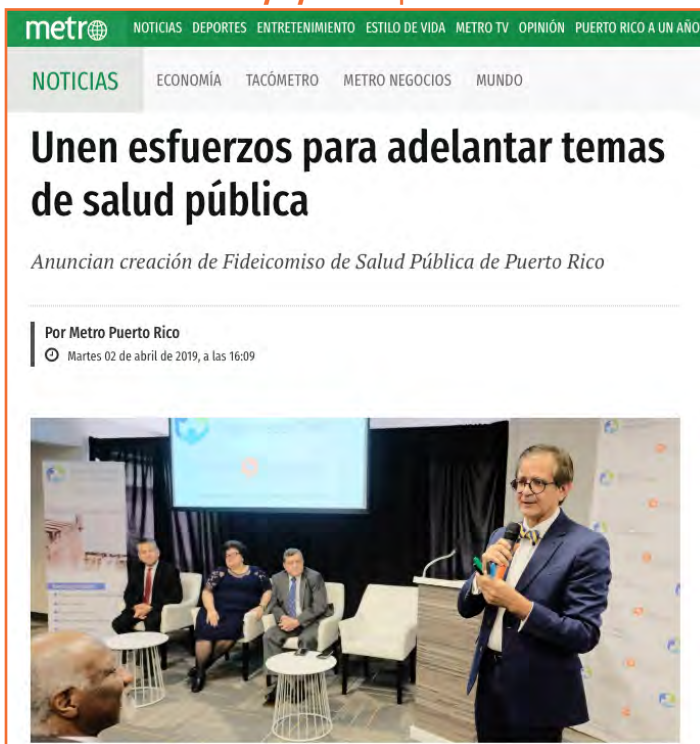 metro
NOTICIAS DEPORTES ENTRETENIMIENTO ESTILO DE VIDA METRO TV OPINIÓN PUERTO RICO A UN AÑO
NOTICIAS ECONOMÍA TACÓMETRO METRO NEGOCIOS MUNDO
Unen esfuerzos para adelantar temas
de salud pública
Anuncian creación de Fideicomiso de Salud Pública de Puerto Rico
Por Metro Puerto Rico
Martes 02 de abril de 2019, a las 16:09